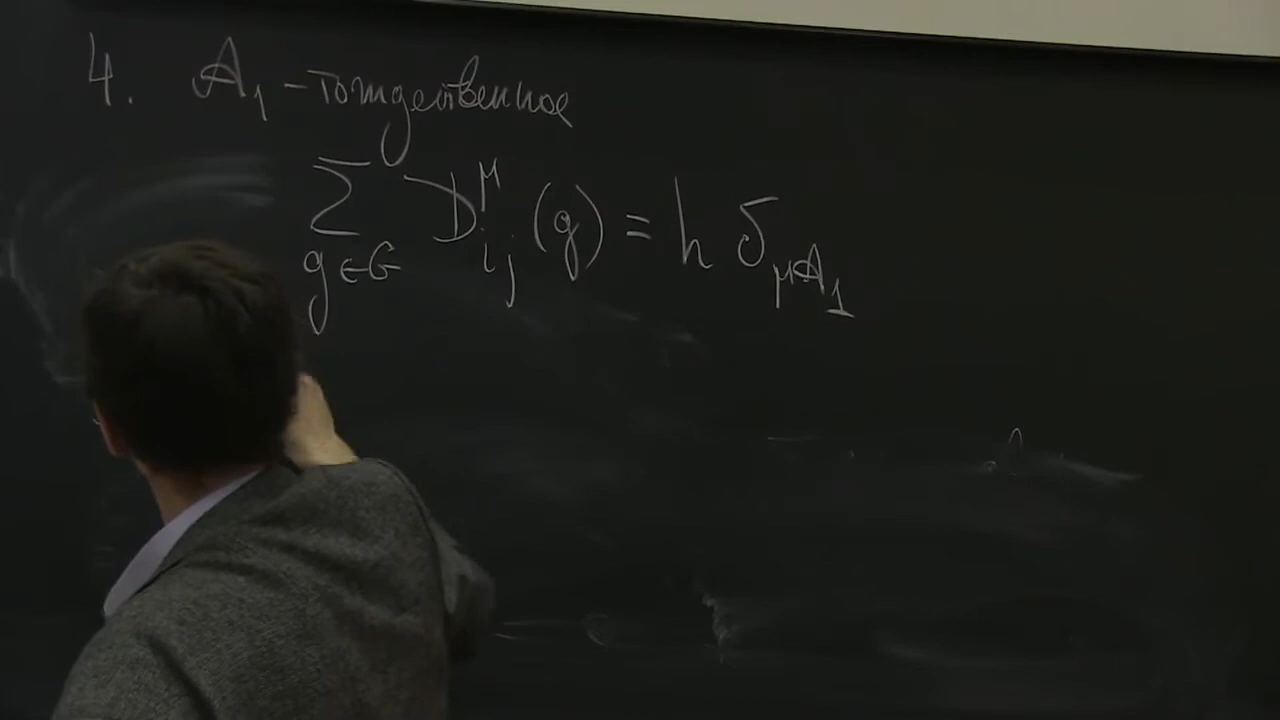 4. A₁ - тождественное
∑ D^μ_{ij} (g) = h δ_{μA₁}
g∈G